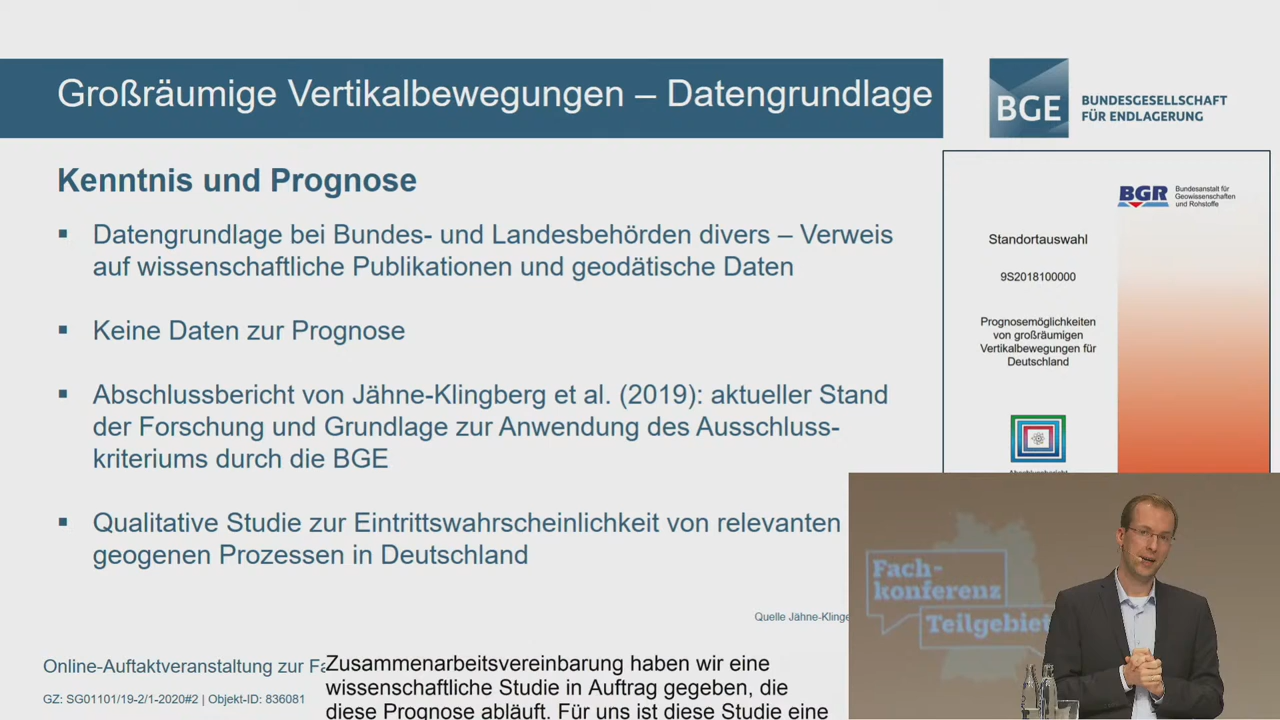 Großräumige Vertikalbewegungen – Datengrundlage
BGE
BUNDESGESELLSCHAFT
FÜR ENDLAGERUNG
Kenntnis und Prognose
▪ Datengrundlage bei Bundes- und Landesbehörden divers – Verweis
auf wissenschaftliche Publikationen und geodätische Daten
▪ Keine Daten zur Prognose
▪ Abschlussbericht von Jähne-Klingberg et al. (2019): aktueller Stand
der Forschung und Grundlage zur Anwendung des Ausschluss-
kriteriums durch die BGE
▪ Qualitative Studie zur Eintrittswahrscheinlichkeit von relevanten
geogenen Prozessen in Deutschland
BGR
Bundesanstalt für
Geowissenschaften
und Rohstoffe
Standortauswahl
9S2018100000
Prognosemöglichkeiten
von großräumigen
Vertikalbewegungen für
Deutschland
Quelle Jähne-Klinge
Fach-
konferenz
Teilgebiet
Online-Auftaktveranstaltung zur Fa
GZ: SG01101/19-2/1-2020#2 | Objekt-ID: 836081
Zusammenarbeitsvereinbarung haben wir eine
wissenschaftliche Studie in Auftrag gegeben, die
diese Prognose abläuft. Für uns ist diese Studie eine